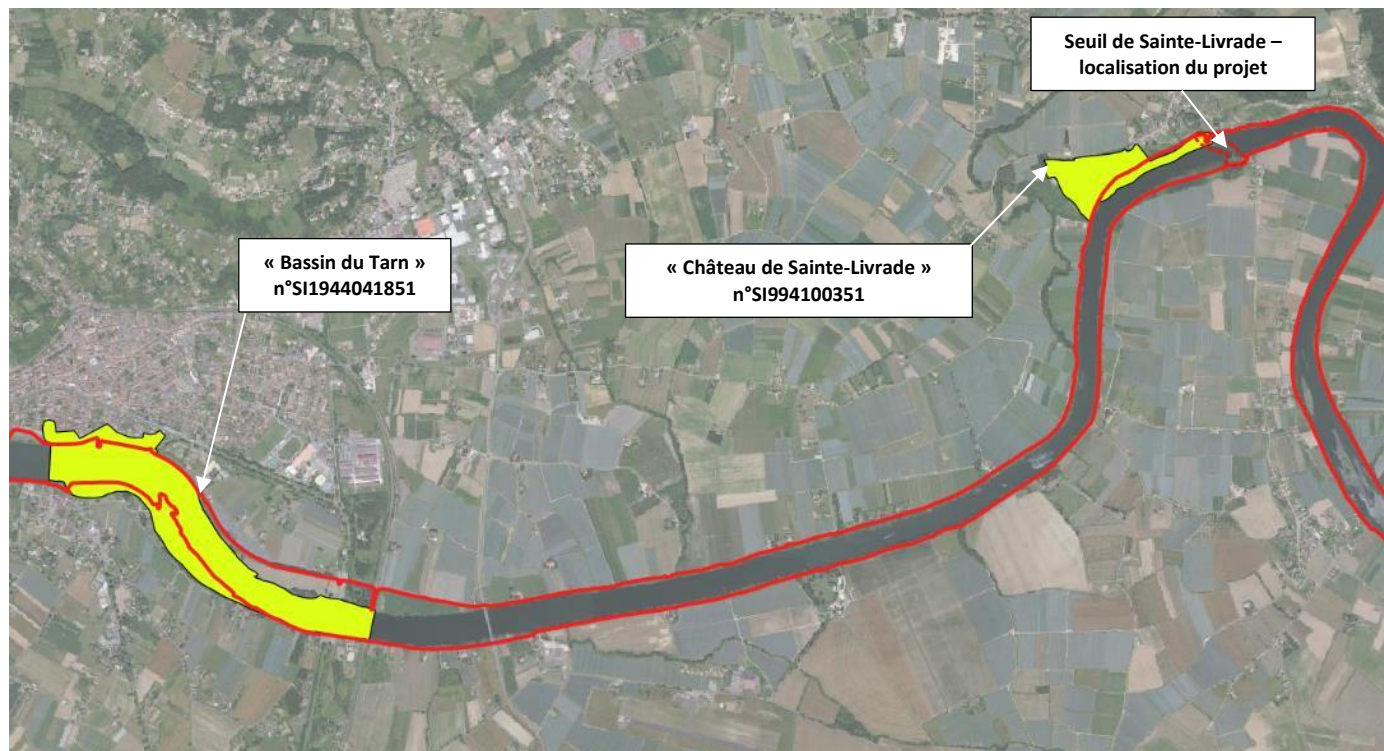 Seuil de Sainte-Livrade –
localisation du projet
« Bassin du Tarn »
n°SI1944041851
« Château de Sainte-Livrade »
n°SI994100351